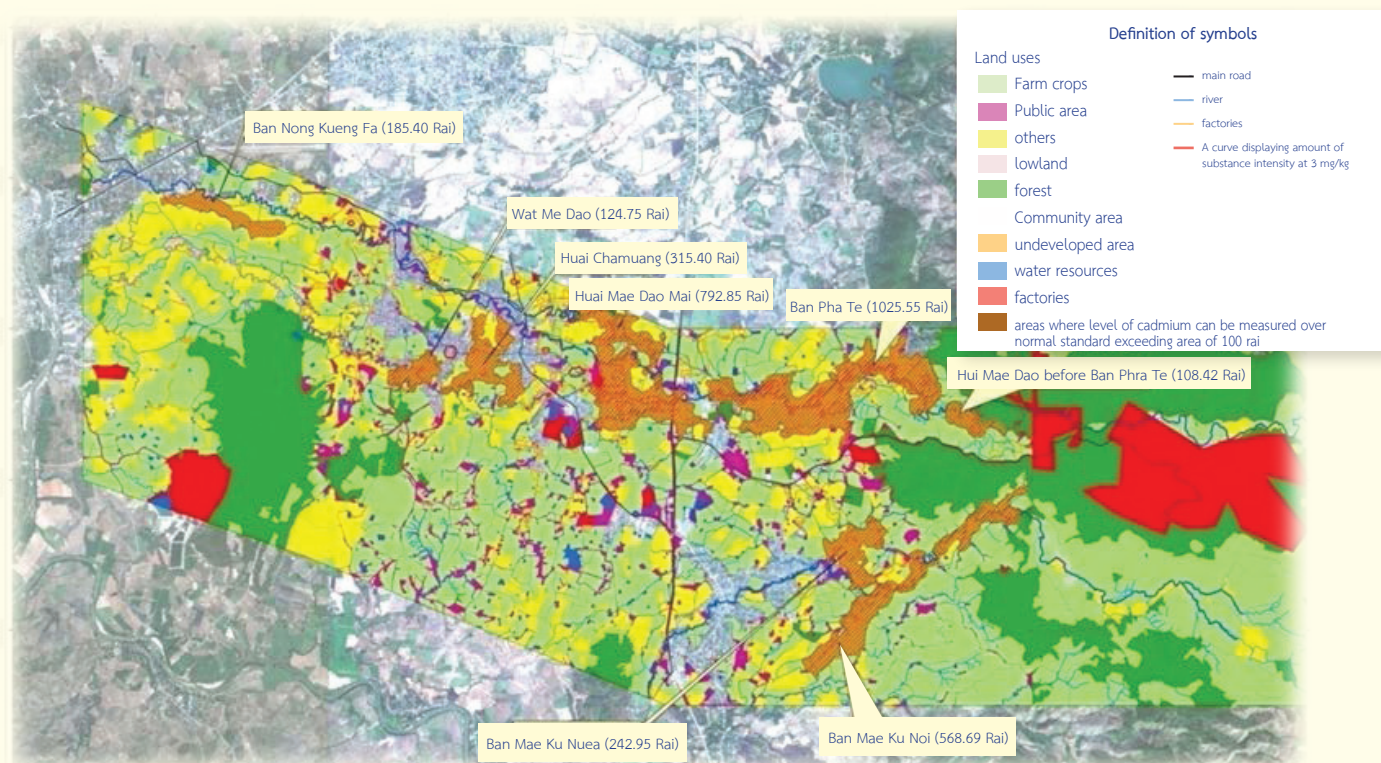 Definition of symbols
Land uses
Farm crops
Public area
others
lowland
forest
Community area
undeveloped area
water resources
factories
areas where level of cadmium can be measured over
normal standard exceeding area of 100 rai
main road
river
factories
A curve displaying amount of
substance intensity at 3 mg/kg
Ban Nong Kueng Fa (185.40 Rai)
Wat Me Dao (124.75 Rai)
Huai Chamuang (315.40 Rai)
Huai Mae Dao Mai (792.85 Rai)
Ban Pha Te (1025.55 Rai)
Hui Mae Dao before Ban Phra Te (108.42 Rai)
Ban Mae Ku Nuea (242.95 Rai)
Ban Mae Ku Noi (568.69 Rai)